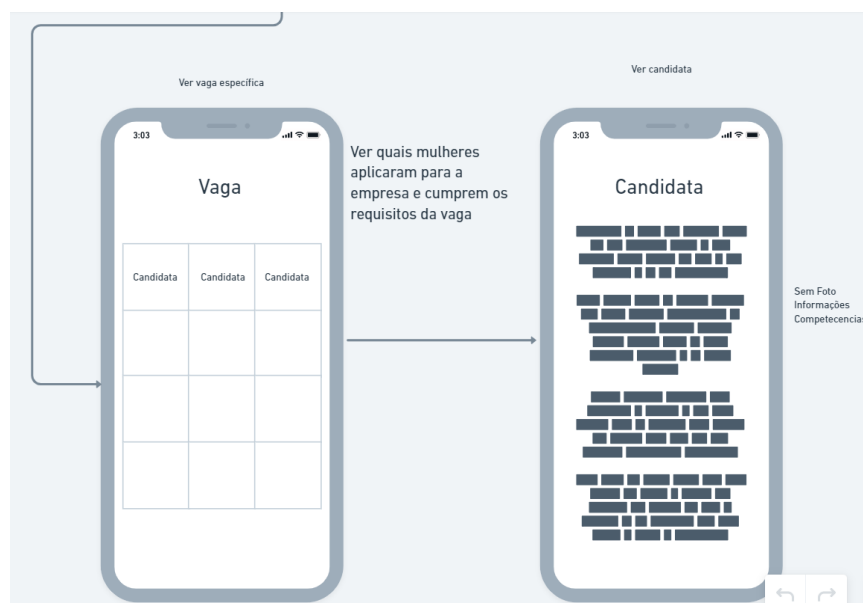 Ver vaga específica
3:03
Vaga
Candidata Candidata Candidata
Ver quais mulheres
aplicaram para a
empresa e cumprem os
requisitos da vaga
Ver candidata
3:03
Candidata
Sem Foto
Informações
Competecencias